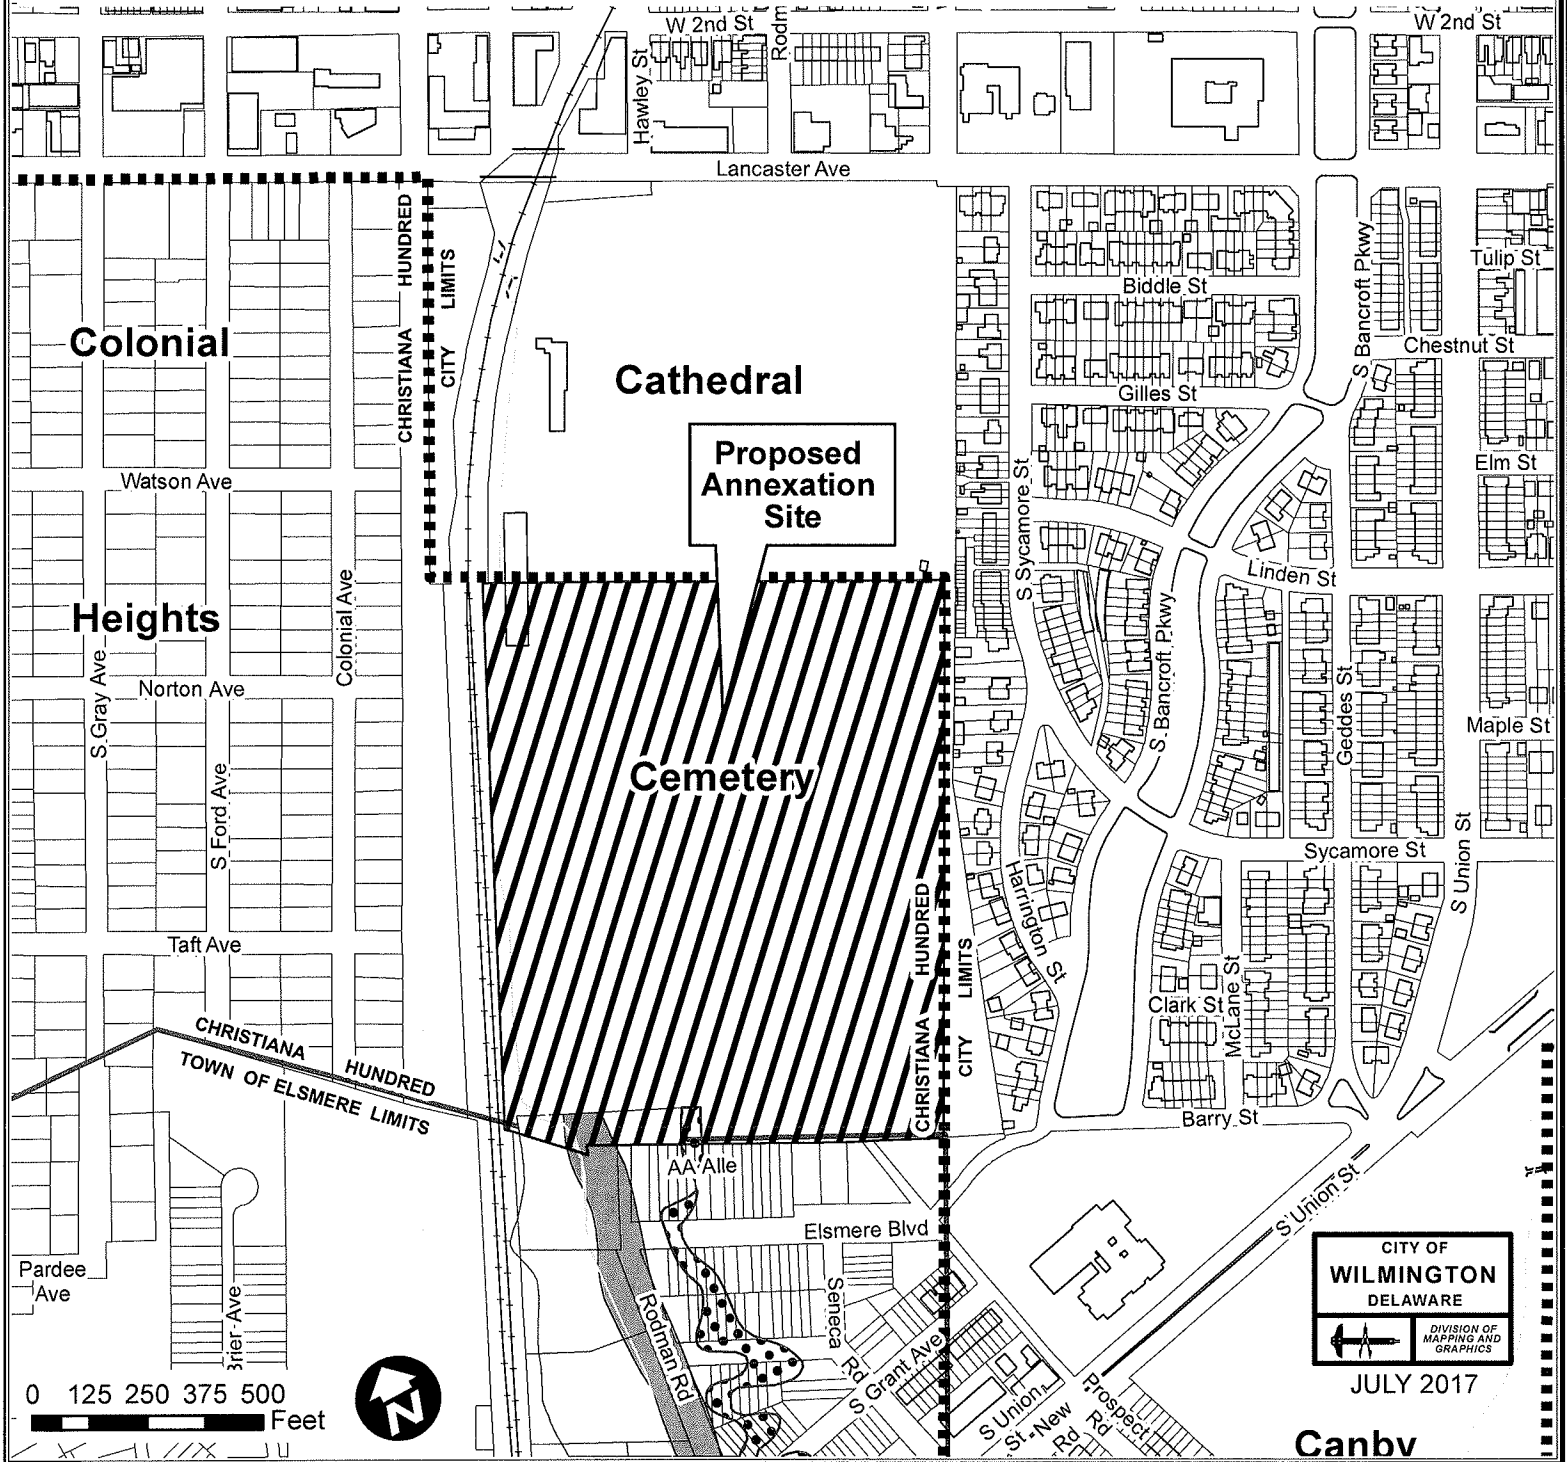 W 2nd St
W 2nd St
Hawley St
Rodm
Lancaster Ave
CHRISTIANA HUNDRED
CITY LIMITS
S Bancroft Pkwy
Tulip St
Biddle St
Colonial
Chestnut St
Cathedral
Gilles St
Proposed
Annexation
Site
Elm St
Watson Ave
S Sycamore St
Linden St
Colonial Ave
Heights
S Bancroft Pkwy
Norton Ave
S Gray Ave
Geddes St
Maple St
Cemetery
S Ford Ave
Sycamore St
S Union St
Harrington St
CHRISTIANA HUNDRED
CITY LIMITS
Taft Ave
Clark St
McLane St
CHRISTIANA HUNDRED
TOWN OF ELSMERE LIMITS
Barry St
AA Alle
S Union St
Elsmere Blvd
Pardee
Ave
Brier Ave
Rodman Rd
Seneca
Rd
S Grant Ave
S Union
St
New
Rd
Prospect
Rd
CITY OF
WILMINGTON
DELAWARE
DIVISION OF
MAPPING AND
GRAPHICS
JULY 2017
0 125 250 375 500
Feet
N
Canby